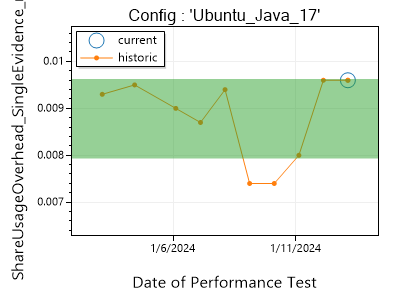 Config : 'Ubuntu_Java_17'
current
historic
0.01
0.009
0.008
0.007
ShareUsageOverhead_SingleEvidence_
1/6/2024
1/11/2024
Date of Performance Test